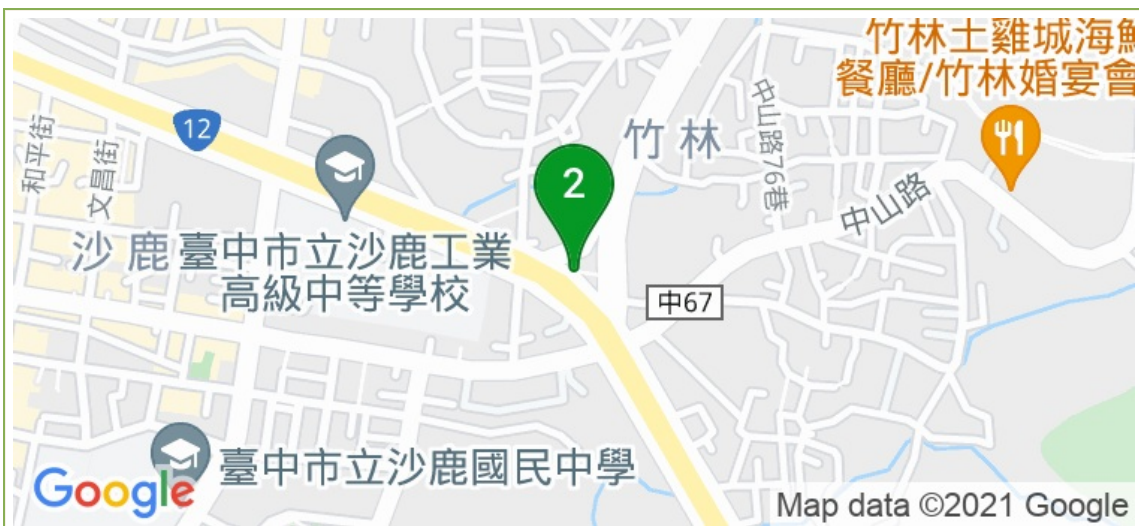 竹林土雞城海鮮
餐廳/竹林婚宴會
12
和平街
文昌街
2
竹林
中山路76巷
中山路
沙鹿
臺中市立沙鹿工業
高級中等學校
中67
臺中市立沙鹿國民中學
Google
Map data ©2021 Google